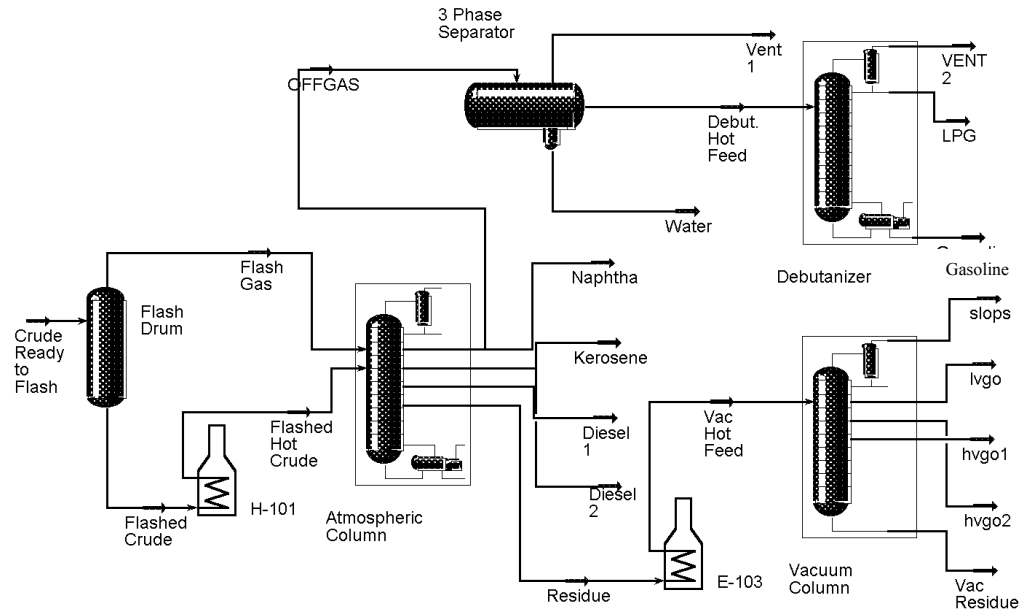 3 Phase
Separator
OFFGAS
Vent
1
VENT
2
Debut.
Hot
Feed
LPG
Water
Flash
Gas
Naphtha
Debutanizer
Gasoline
Crude
Ready
to
Flash
Flash
Drum
slops
Kerosene
lvgo
Flashed
Hot
Crude
Vac
Hot
Feed
Diesel
1
hvgo1
Diesel
2
hvgo2
H-101
Flashed
Crude
Atmospheric
Column
Residue
E-103
Vacuum
Column
Vac
Residue